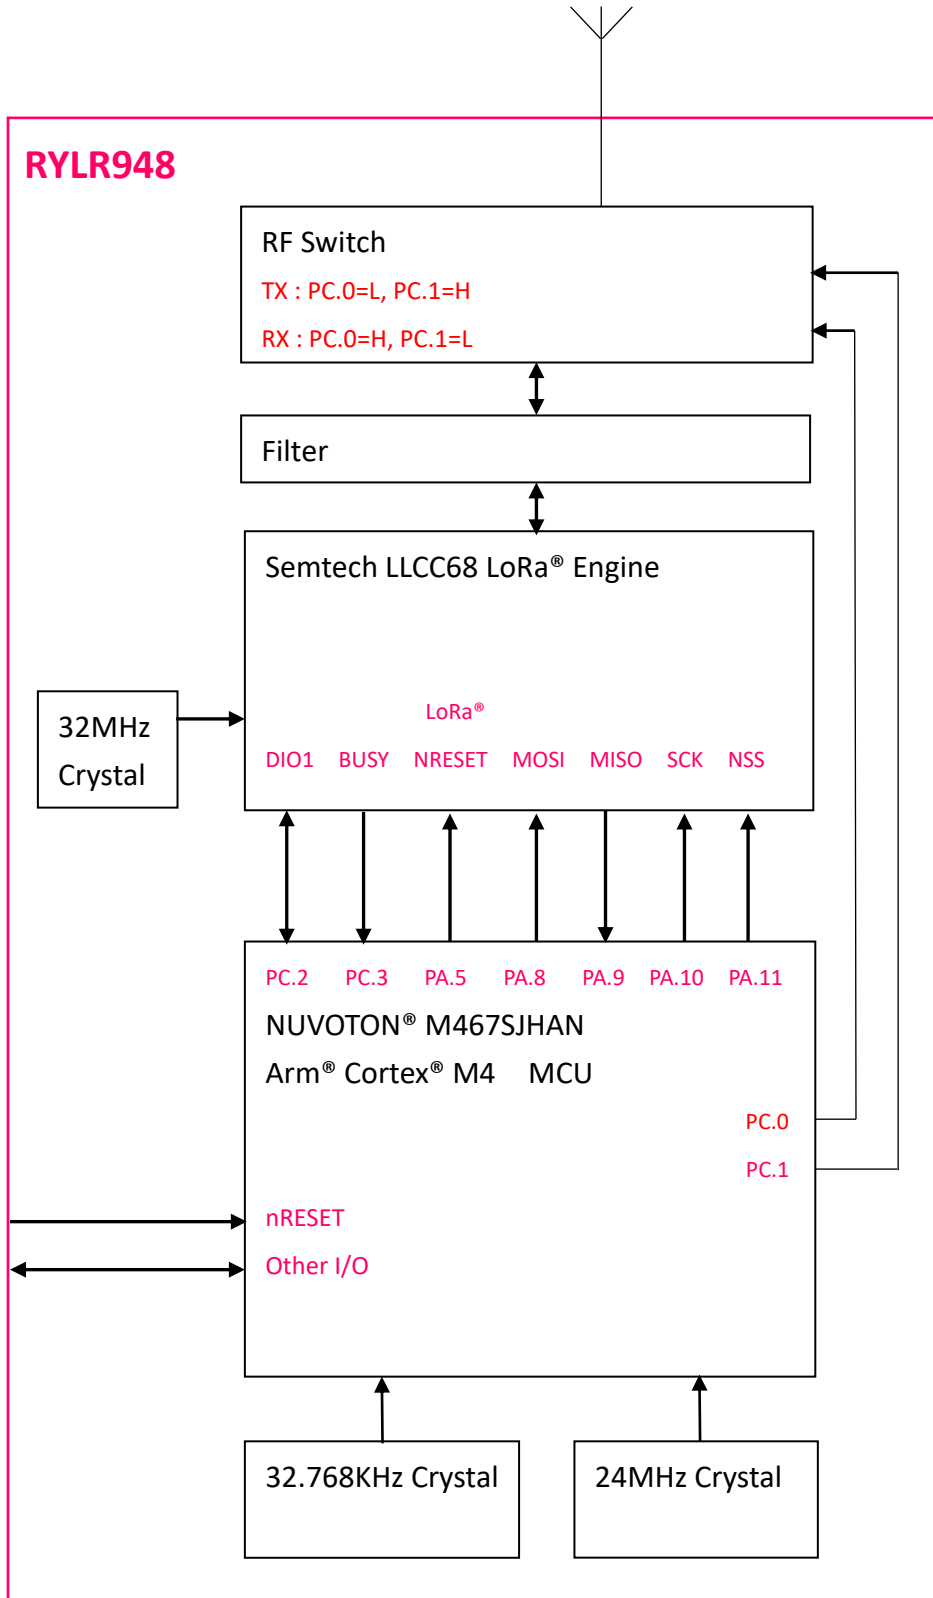 RYLR948
RF Switch
TX : PC.0=L, PC.1=H
RX : PC.0=H, PC.1=L
Filter
Semtech LLCC68 LoRa® Engine
32MHz
Crystal
LoRa®
DIO1 BUSY NRESET MOSI MISO SCK NSS
PC.2 PC.3 PA.5 PA.8 PA.9 PA.10 PA.11
NUVOTON® M467SJHAN
Arm® Cortex® M4 MCU
PC.0
PC.1
nRESET
Other I/O
32.768KHz Crystal
24MHz Crystal